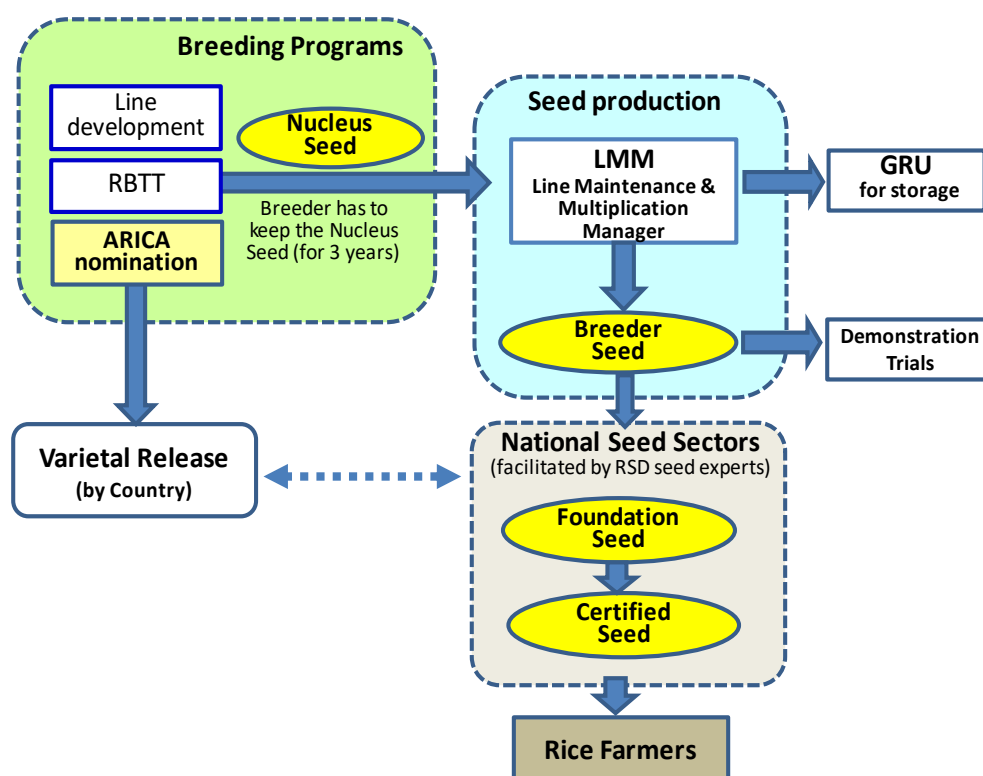 Breeding Programs
Line
development
RBTT
ARICA
nomination
Nucleus
Seed
Breeder has to
keep the Nucleus
Seed (for 3 years)
Seed production
LMM
Line Maintenance &
Multiplication
Manager
GRU
for storage
Breeder
Seed
Demonstration
Trials
Varietal Release
(by Country)
National Seed Sectors
(facilitated by RSD seed experts)
Foundation
Seed
Certified
Seed
Rice Farmers